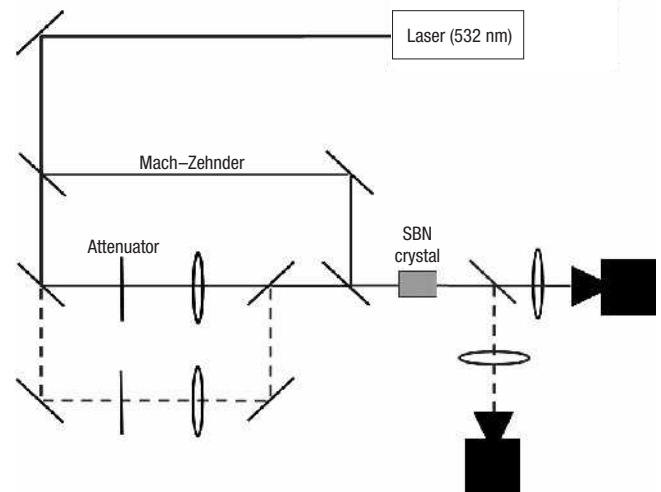 Laser (532 nm)
Mach–Zehnder
Attenuator
SBN
crystal